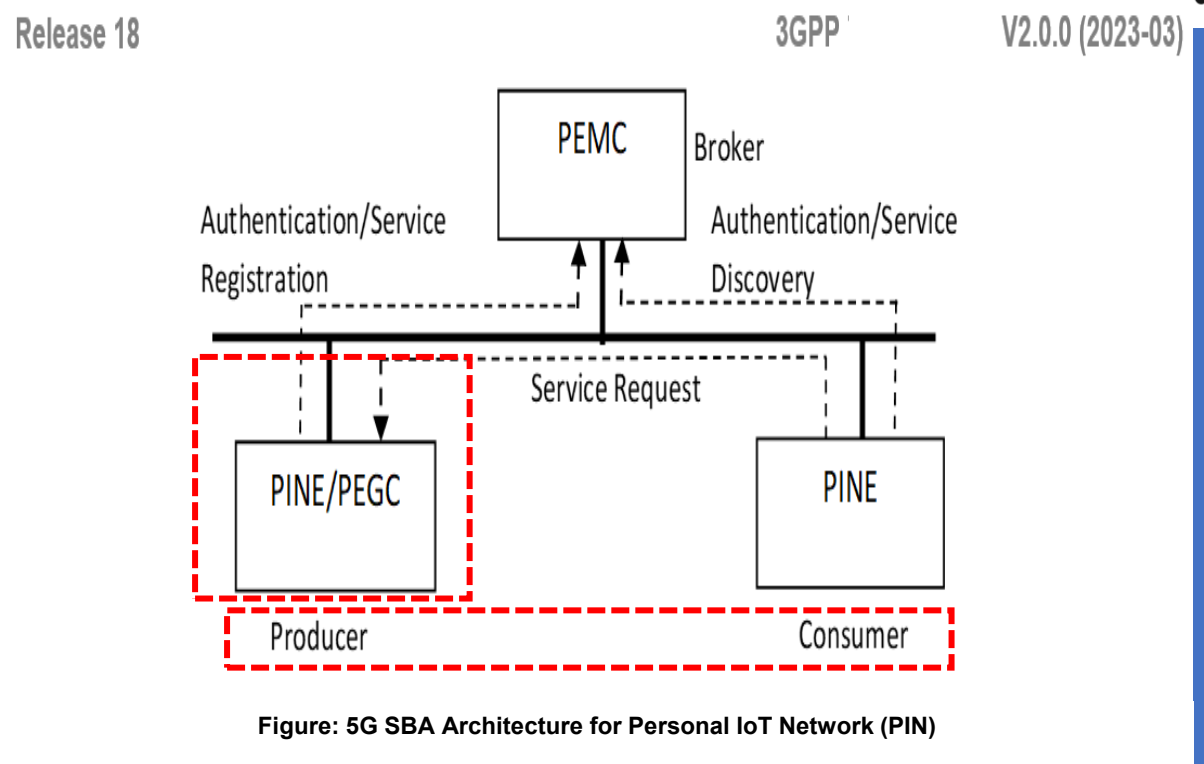 Release 18 3GPP V2.0.0 (2023-03)
PEMC
Broker
Authentication/Service
Registration
Authentication/Service
Discovery
Service Request
PINE/PEGC
PINE
Producer
Consumer
Figure: 5G SBA Architecture for Personal IoT Network (PIN)